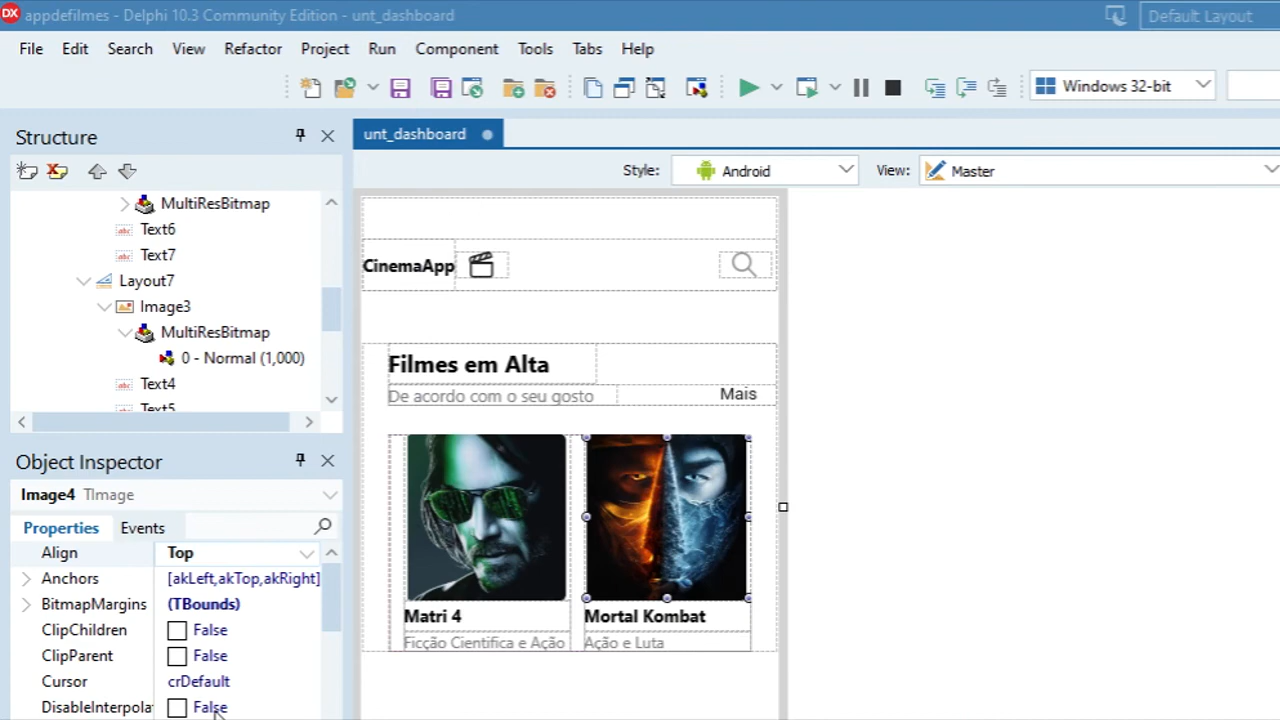 DX appdefilmes - Delphi 10.3 Community Edition - unt_dashboard
Default Layout
File Edit Search View Refactor Project Run Component Tools Tabs Help
Windows 32-bit
Structure
unt_dashboard
Style: Android View: Master
MultiResBitmap
Text6
Text7
Layout7
Image3
MultiResBitmap
0 - Normal (1,000)
Text4
Text5
CinemaApp
Filmes em Alta
De acordo com o seu gosto
Mais
Matri 4
Ficção Cientifica e Ação
Mortal Kombat
Ação e Luta
Object Inspector
Image4 TImage
Properties Events
Align Top
Anchors [akLeft,akTop,akRight]
BitmapMargins (TBounds)
ClipChildren False
ClipParent False
Cursor crDefault
DisableInterpola False